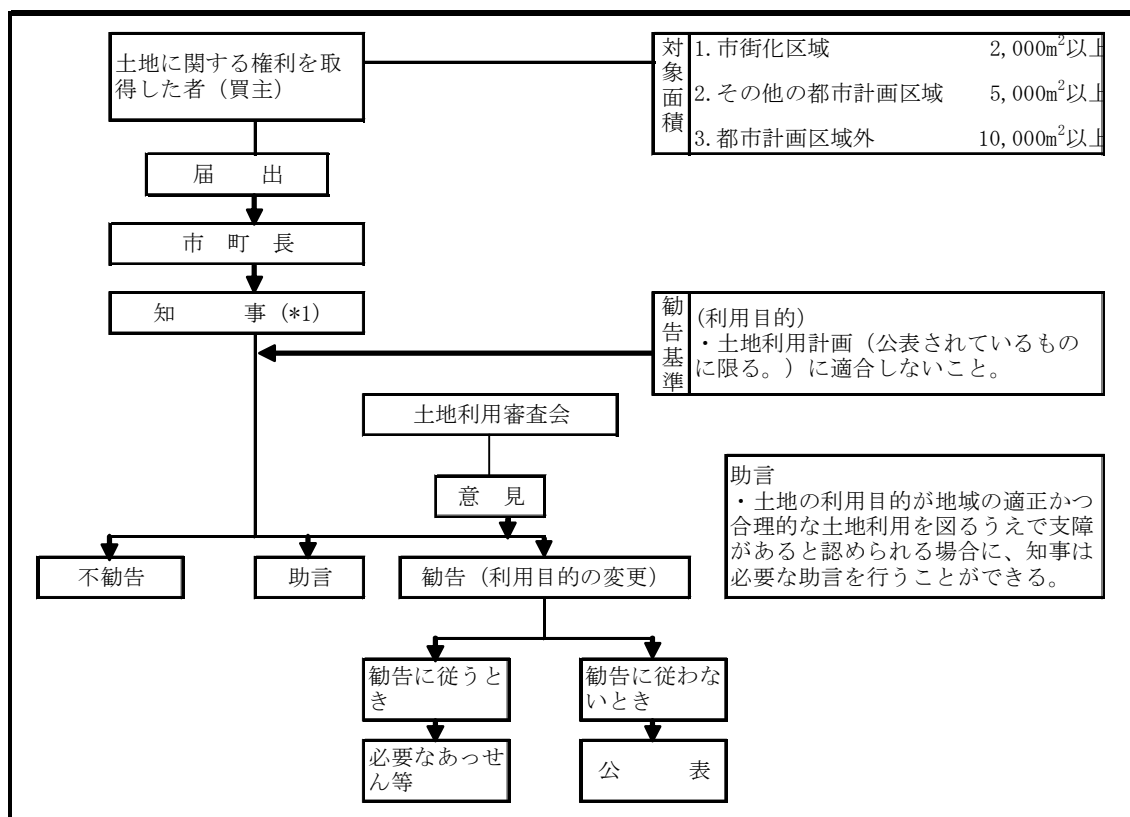 土地に関する権利を取
得した者（買主）
対象面積
1.市街化区域　2,000m²以上
2.その他の都市計画区域　5,000m²以上
3.都市計画区域外　10,000m²以上
届　出
市　町　長
知　事(*1)
勧告基準
(利用目的)
・土地利用計画（公表されているもの
に限る。）に適合しないこと。
土地利用審査会
意　見
助言
・土地の利用目的が地域の適正かつ
合理的な土地利用を図るうえで支障
があると認められる場合に、知事は
必要な助言を行うことができる。
不勧告
助言
勧告（利用目的の変更）
勧告に従うと
き
勧告に従わな
いとき
必要なあっせ
ん等
公　表